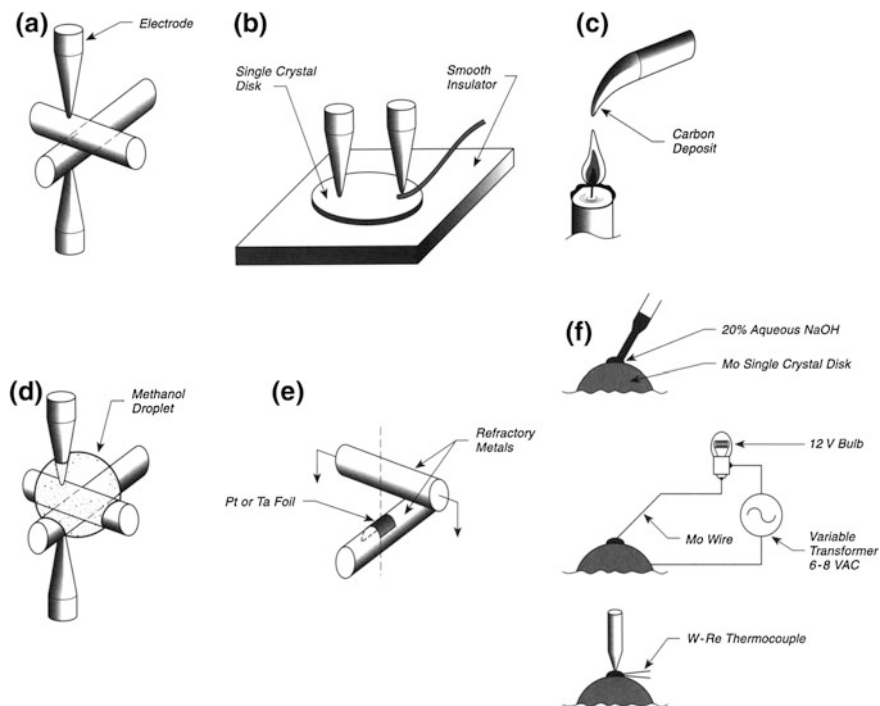 (a)
Electrode
(b)
Single Crystal
Disk
Smooth
Insulator
(c)
Carbon
Deposit
(d)
Methanol
Droplet
(e)
Refractory
Metals
Pt or Ta Foil
(f)
20% Aqueous NaOH
Mo Single Crystal Disk
12 V Bulb
Mo Wire
Variable
Transformer
6-8 VAC
W-Re Thermocouple